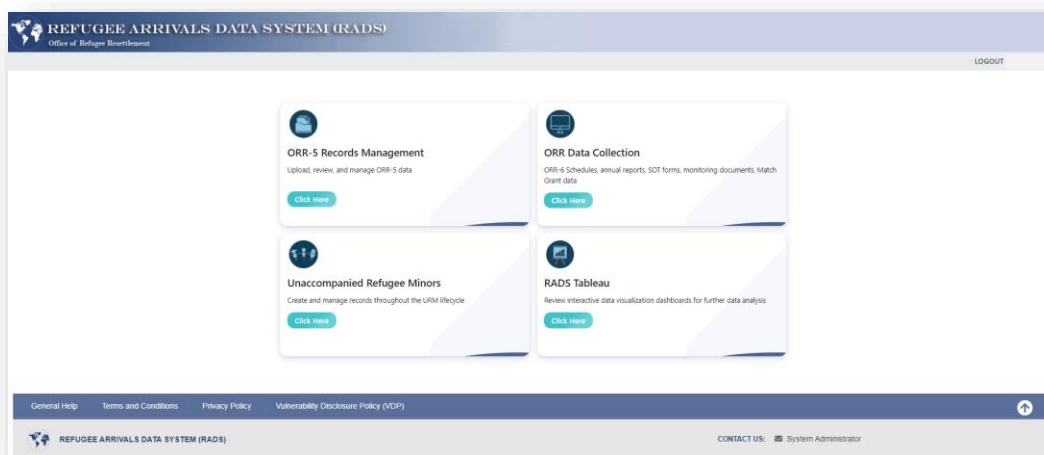 REFUGEE ARRIVALS DATA SYSTEM (RADS)
Office of Refugee Resettlement
LOGOUT
ORR-5 Records Management
Upload, review, and manage ORR-5 data
Click Here
ORR Data Collection
ORR-6 Schedules, annual reports, SOT forms, monitoring documents, Match
Grant data
Click Here
Unaccompanied Refugee Minors
Create and manage records throughout the URM lifecycle
Click Here
RADS Tableau
Review interactive data visualization dashboards for further data analysis
Click Here
General Help Terms and Conditions Privacy Policy Vulnerability Disclosure Policy (VDP)
REFUGEE ARRIVALS DATA SYSTEM (RADS) CONTACT US: System Administrator